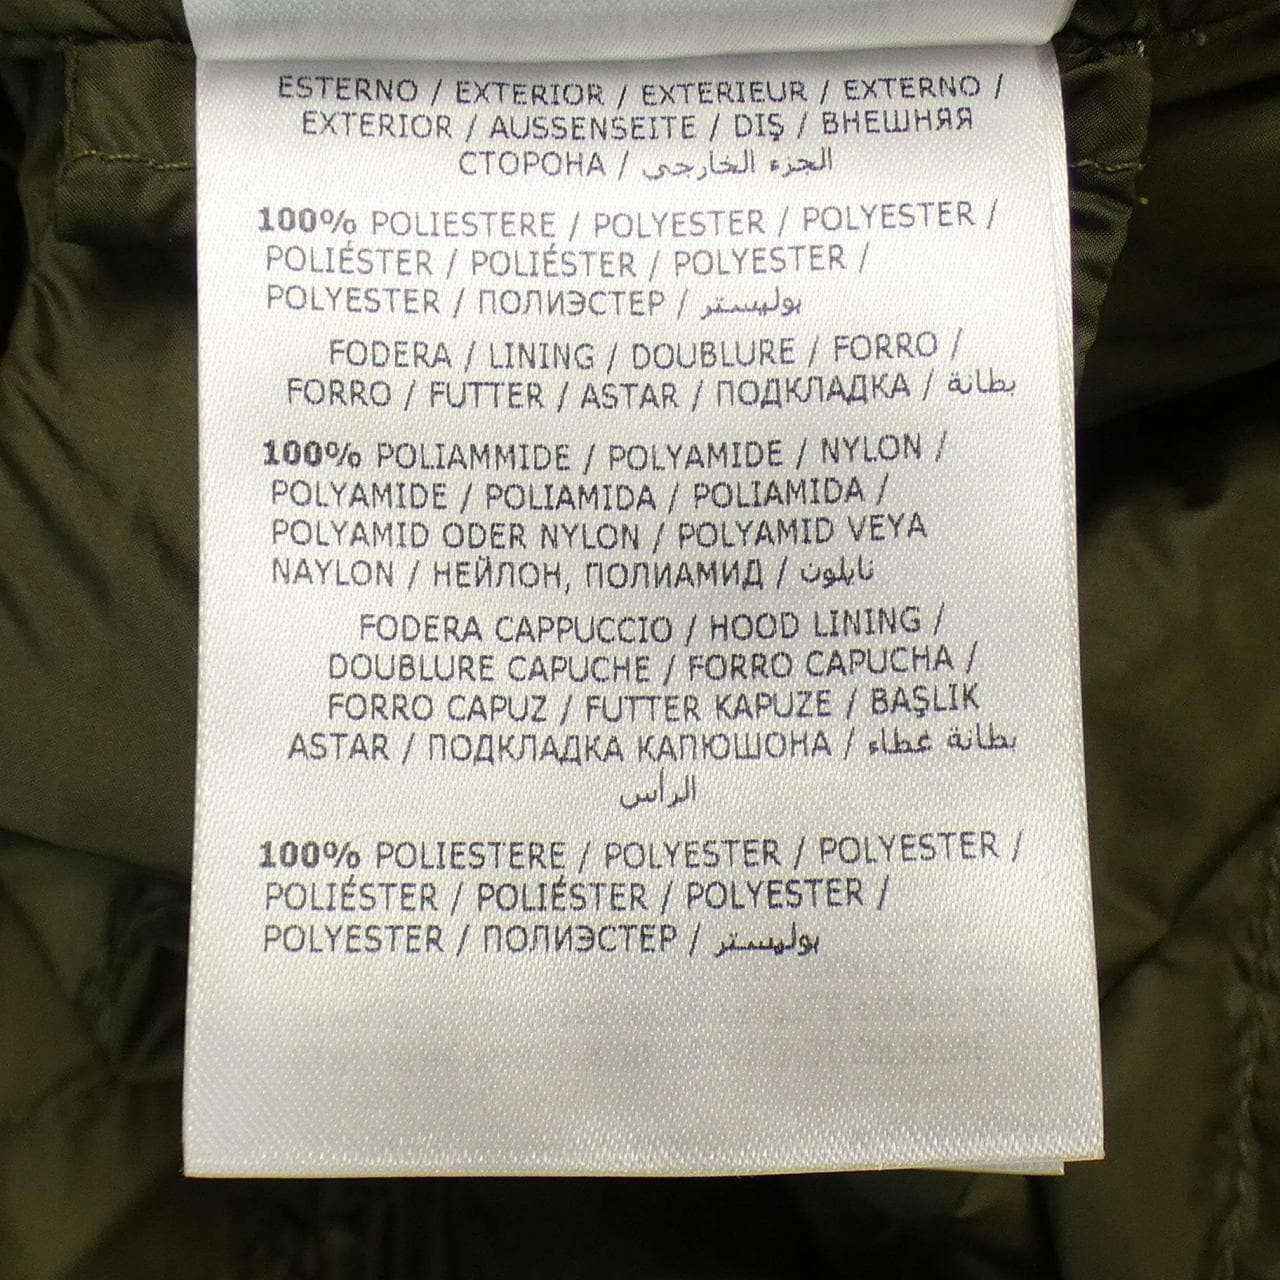 ESTERNO / EXTERIOR / EXTERIEUR / EXTERNO /
EXTERIOR / AUSSENSEITE / DIŞ / ВНЕШНЯЯ
СТОРОНА / الجزء الخارجي
100% POLIESTERE / POLYESTER / POLYESTER /
POLIÉSTER / POLIÉSTER / POLYESTER /
POLYESTER / ПОЛИЭСТЕР / بوليستر
FODERA / LINING / DOUBLURE / FORRO /
FORRO / FUTTER / ASTAR / ПОДКЛАДКА / بطانة
100% POLIAMMIDE / POLYAMIDE / NYLON /
POLYAMIDE / POLIAMIDA / POLIAMIDA /
POLYAMID ODER NYLON / POLYAMID VEYA
NAYLON / НЕЙЛОН, ПОЛИАМИД / نايلون
FODERA CAPPUCCIO / HOOD LINING /
DOUBLURE CAPUCHE / FORRO CAPUCHA /
FORRO CAPUZ / FUTTER KAPUZE / BAŞLIK
ASTAR / ПОДКЛАДКА КАПЮШОНА / بطانة غطاء
الرأس
100% POLIESTERE / POLYESTER / POLYESTER /
POLIÉSTER / POLIÉSTER / POLYESTER /
POLYESTER / ПОЛИЭСТЕР / بوليستر